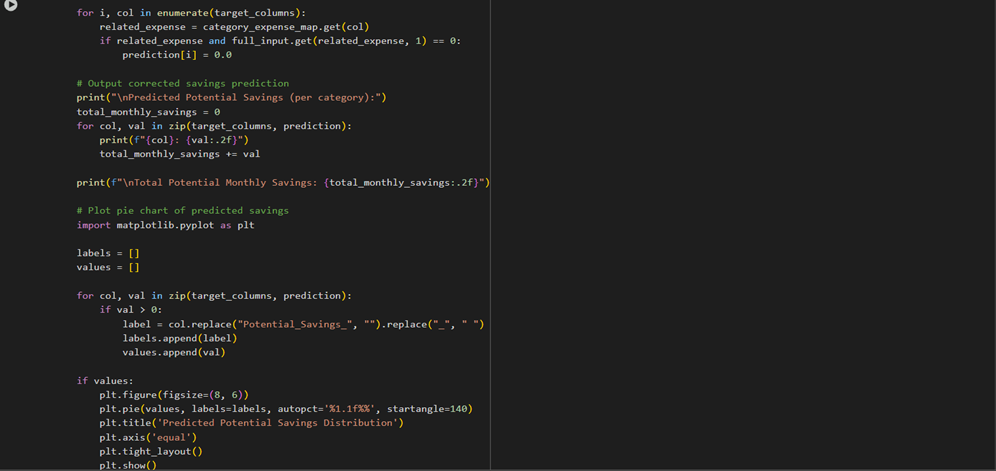 for i, col in enumerate(target_columns):
    related_expense = category_expense_map.get(col)
    if related_expense and full_input.get(related_expense, 1) == 0:
        prediction[i] = 0.0

# Output corrected savings prediction
print("\nPredicted Potential Savings (per category):")
total_monthly_savings = 0
for col, val in zip(target_columns, prediction):
    print(f"{col}: {val:.2f}")
    total_monthly_savings += val

print(f"\nTotal Potential Monthly Savings: {total_monthly_savings:.2f}")

# Plot pie chart of predicted savings
import matplotlib.pyplot as plt

labels = []
values = []

for col, val in zip(target_columns, prediction):
    if val > 0:
        label = col.replace("Potential_Savings_", "").replace("_", " ")
        labels.append(label)
        values.append(val)

if values:
    plt.figure(figsize=(8, 6))
    plt.pie(values, labels=labels, autopct='%1.1f%%', startangle=140)
    plt.title('Predicted Potential Savings Distribution')
    plt.axis('equal')
    plt.tight_layout()
    plt.show()